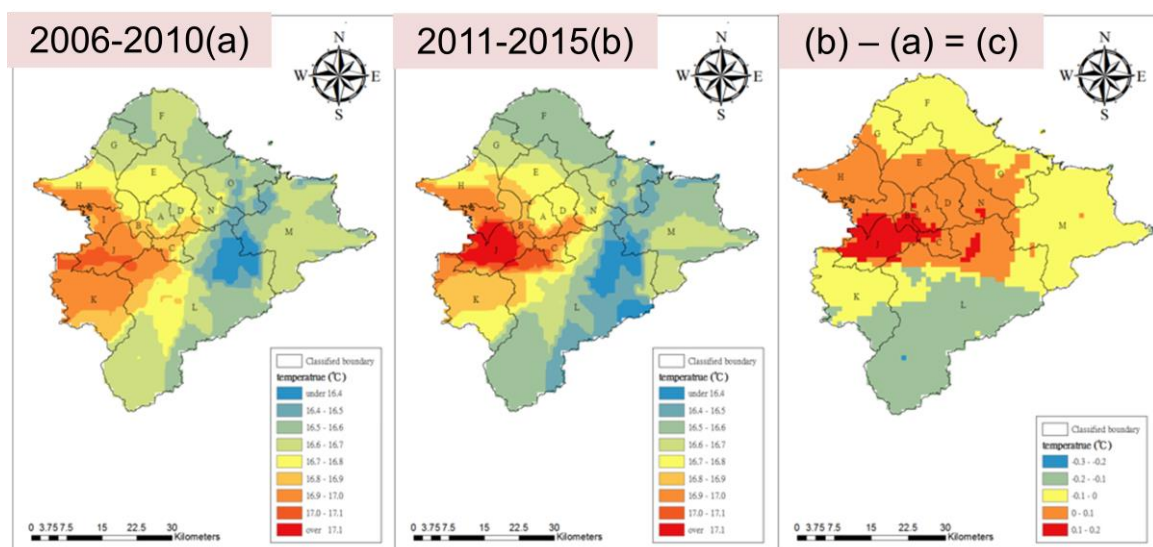 2006-2010(a)
N
W E
S
F
G
E
H
O
I
A
D
N
B
J
C
M
K
L
Classified boundary
temperatrue (℃)
under 16.4
16.4 - 16.5
16.5 - 16.6
16.6 - 16.7
16.7 - 16.8
16.8 - 16.9
16.9 - 17.0
17.0 - 17.1
over 17.1
0 3.75 7.5 15 22.5 30
Kilometers
2011-2015(b)
N
W E
S
F
G
E
H
O
A
D
N
B
J
C
M
K
L
Classified boundary
temperatrue (℃)
under 16.4
16.4 - 16.5
16.5 - 16.6
16.6 - 16.7
16.7 - 16.8
16.8 - 16.9
16.9 - 17.0
17.0 - 17.1
over 17.1
0 3.75 7.5 15 22.5 30
Kilometers
(b) – (a) = (c)
N
W E
S
F
G
E
H
A
D
N
J
M
K
L
Classified boundary
temperatrue (℃)
-0.3 - -0.2
-0.2 - -0.1
-0.1 - 0
0 - 0.1
0.1 - 0.2
0 3.75 7.5 15 22.5 30
Kilometers